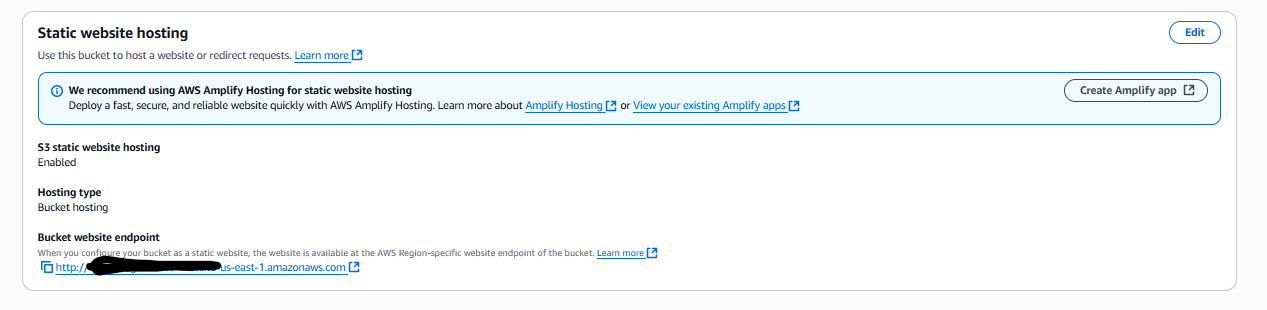 Static website hosting
Edit
Use this bucket to host a website or redirect requests. Learn more
We recommend using AWS Amplify Hosting for static website hosting
Deploy a fast, secure, and reliable website quickly with AWS Amplify Hosting. Learn more about Amplify Hosting or View your existing Amplify apps
Create Amplify app
S3 static website hosting
Enabled
Hosting type
Bucket hosting
Bucket website endpoint
When you configure your bucket as a static website, the website is available at the AWS Region-specific website endpoint of the bucket. Learn more
http:// us-east-1.amazonaws.com